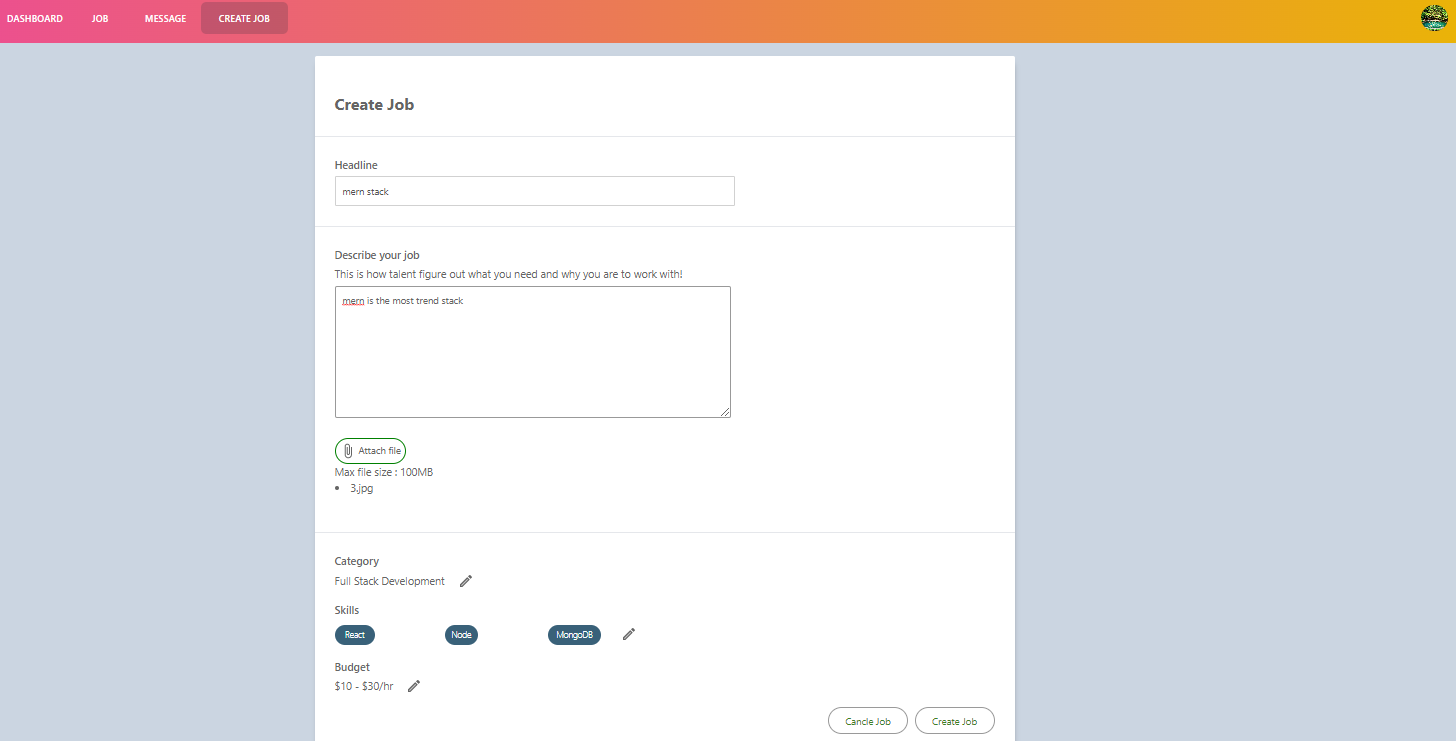 DASHBOARD JOB MESSAGE CREATE JOB
Create Job
Headline
mern stack
Describe your job
This is how talent figure out what you need and why you are to work with!
mern is the most trend stack
Attach file
Max file size : 100MB
3.jpg
Category
Full Stack Development
Skills
React Node MongoDB
Budget
$10 - $30/hr
Cancle Job Create Job